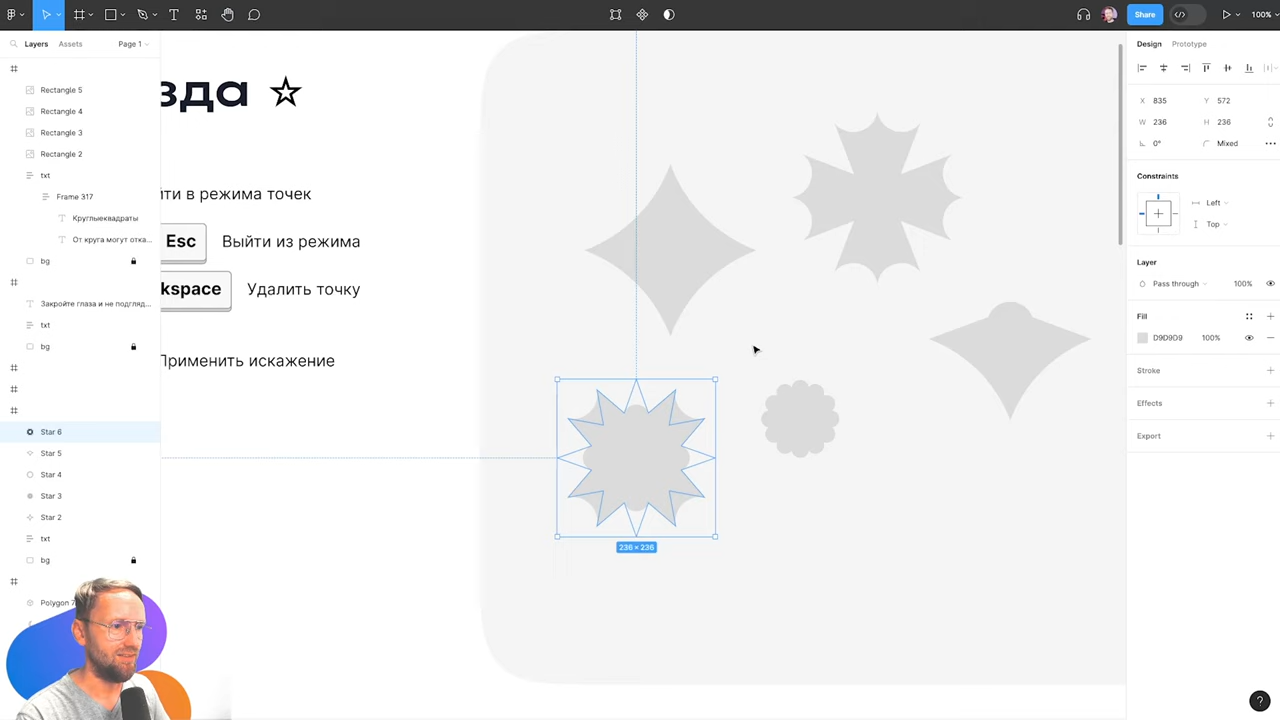 Share
100%
Layers
Assets
Page 1
Rectangle 5
Rectangle 4
Rectangle 3
Rectangle 2
txt
Frame 317
Круглыеквадраты
От круга могут отка...
bg
Закройте глаза и не подгляд...
txt
bg
Star 6
Star 5
Star 4
Star 3
Star 2
txt
bg
Polygon 7
зда ☆
йти в режима точек
Esc Выйти из режима
kspace Удалить точку
Применить искажение
236 × 236
Design
Prototype
X 835 Y 572
W 236 H 236
0° Mixed
Constraints
Left
Top
Layer
Pass through 100%
Fill
D9D9D9 100%
Stroke
Effects
Export
?